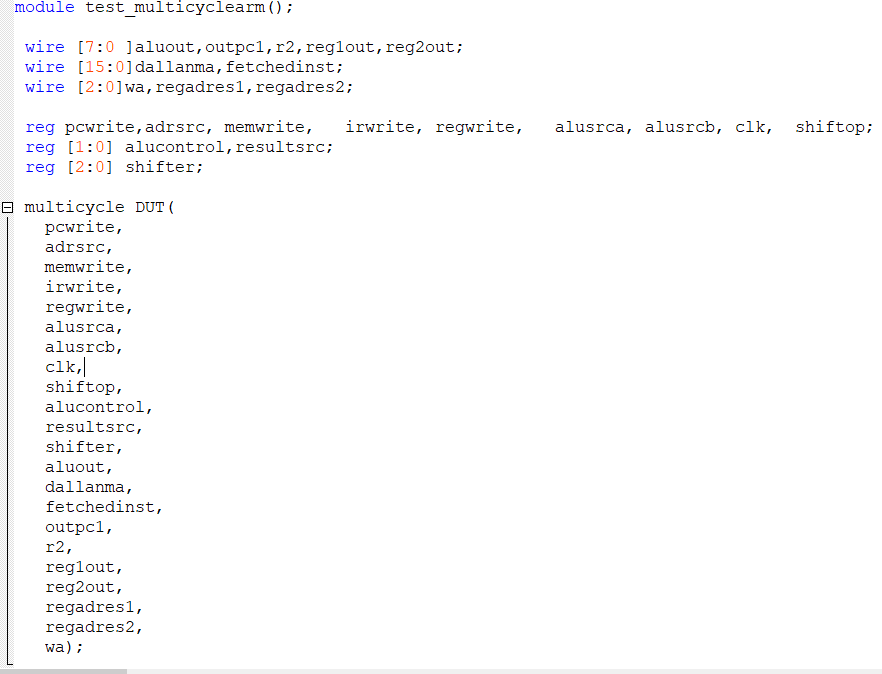 module test_multicyclearm();
wire [7:0 ]aluout,outpc1,r2,reg1out,reg2out;
wire [15:0]dallanma,fetchedinst;
wire [2:0]wa,regadres1,regadres2;
reg pcwrite,adrsrc, memwrite,   irwrite, regwrite,   alusrca, alusrcb, clk,  shiftop;
reg [1:0] alucontrol,resultsrc;
reg [2:0] shifter;
multicycle DUT(
pcwrite,
adrsrc,
memwrite,
irwrite,
regwrite,
alusrca,
alusrcb,
clk,
shiftop,
alucontrol,
resultsrc,
shifter,
aluout,
dallanma,
fetchedinst,
outpc1,
r2,
reg1out,
reg2out,
regadres1,
regadres2,
wa);